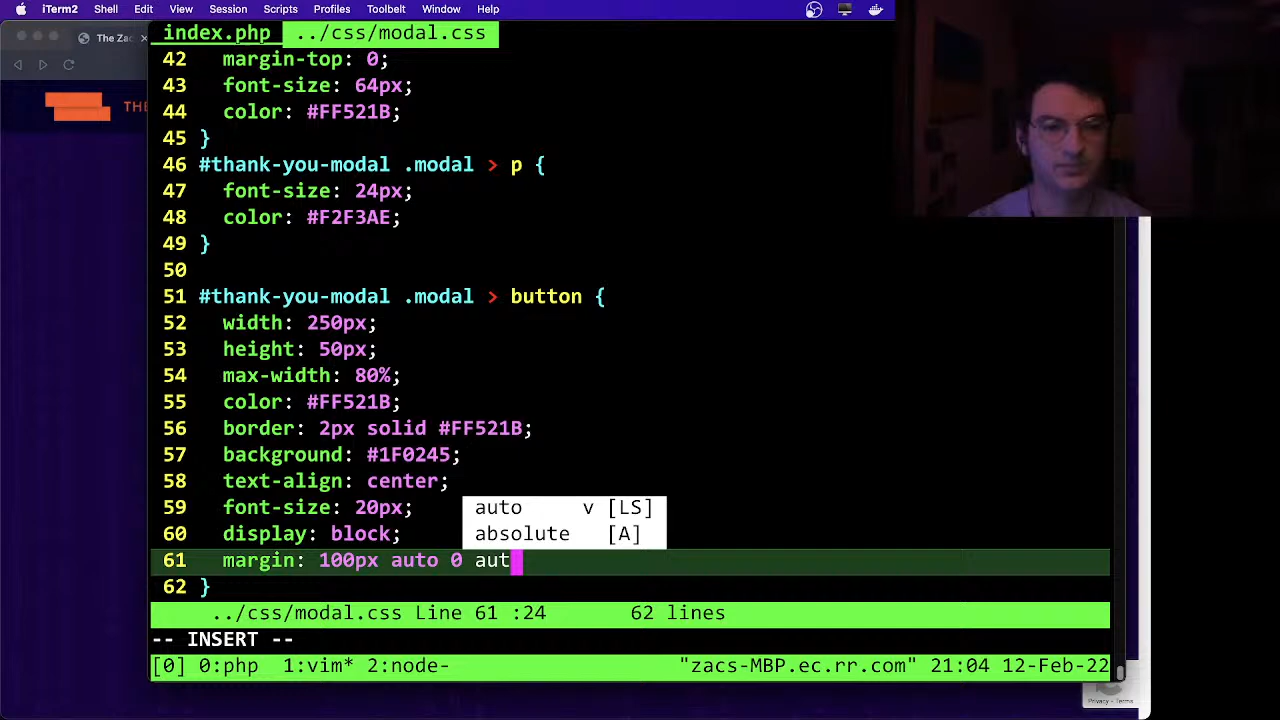 iTerm2 Shell Edit View Session Scripts Profiles Toolbelt Window Help
The Zac
THE
index.php ../css/modal.css
42 margin-top: 0;
43 font-size: 64px;
44 color: #FF521B;
45 }
46 #thank-you-modal .modal > p {
47 font-size: 24px;
48 color: #F2F3AE;
49 }
50
51 #thank-you-modal .modal > button {
52 width: 250px;
53 height: 50px;
54 max-width: 80%;
55 color: #FF521B;
56 border: 2px solid #FF521B;
57 background: #1F0245;
58 text-align: center;
59 font-size: 20px;
auto v [LS]
60 display: block;
absolute [A]
61 margin: 100px auto 0 aut
62 }
../css/modal.css Line 61 :24 62 lines
-- INSERT --
[0] 0:php 1:vim* 2:node- "zacs-MBP.ec.rr.com" 21:04 12-Feb-22
Privacy - Terms